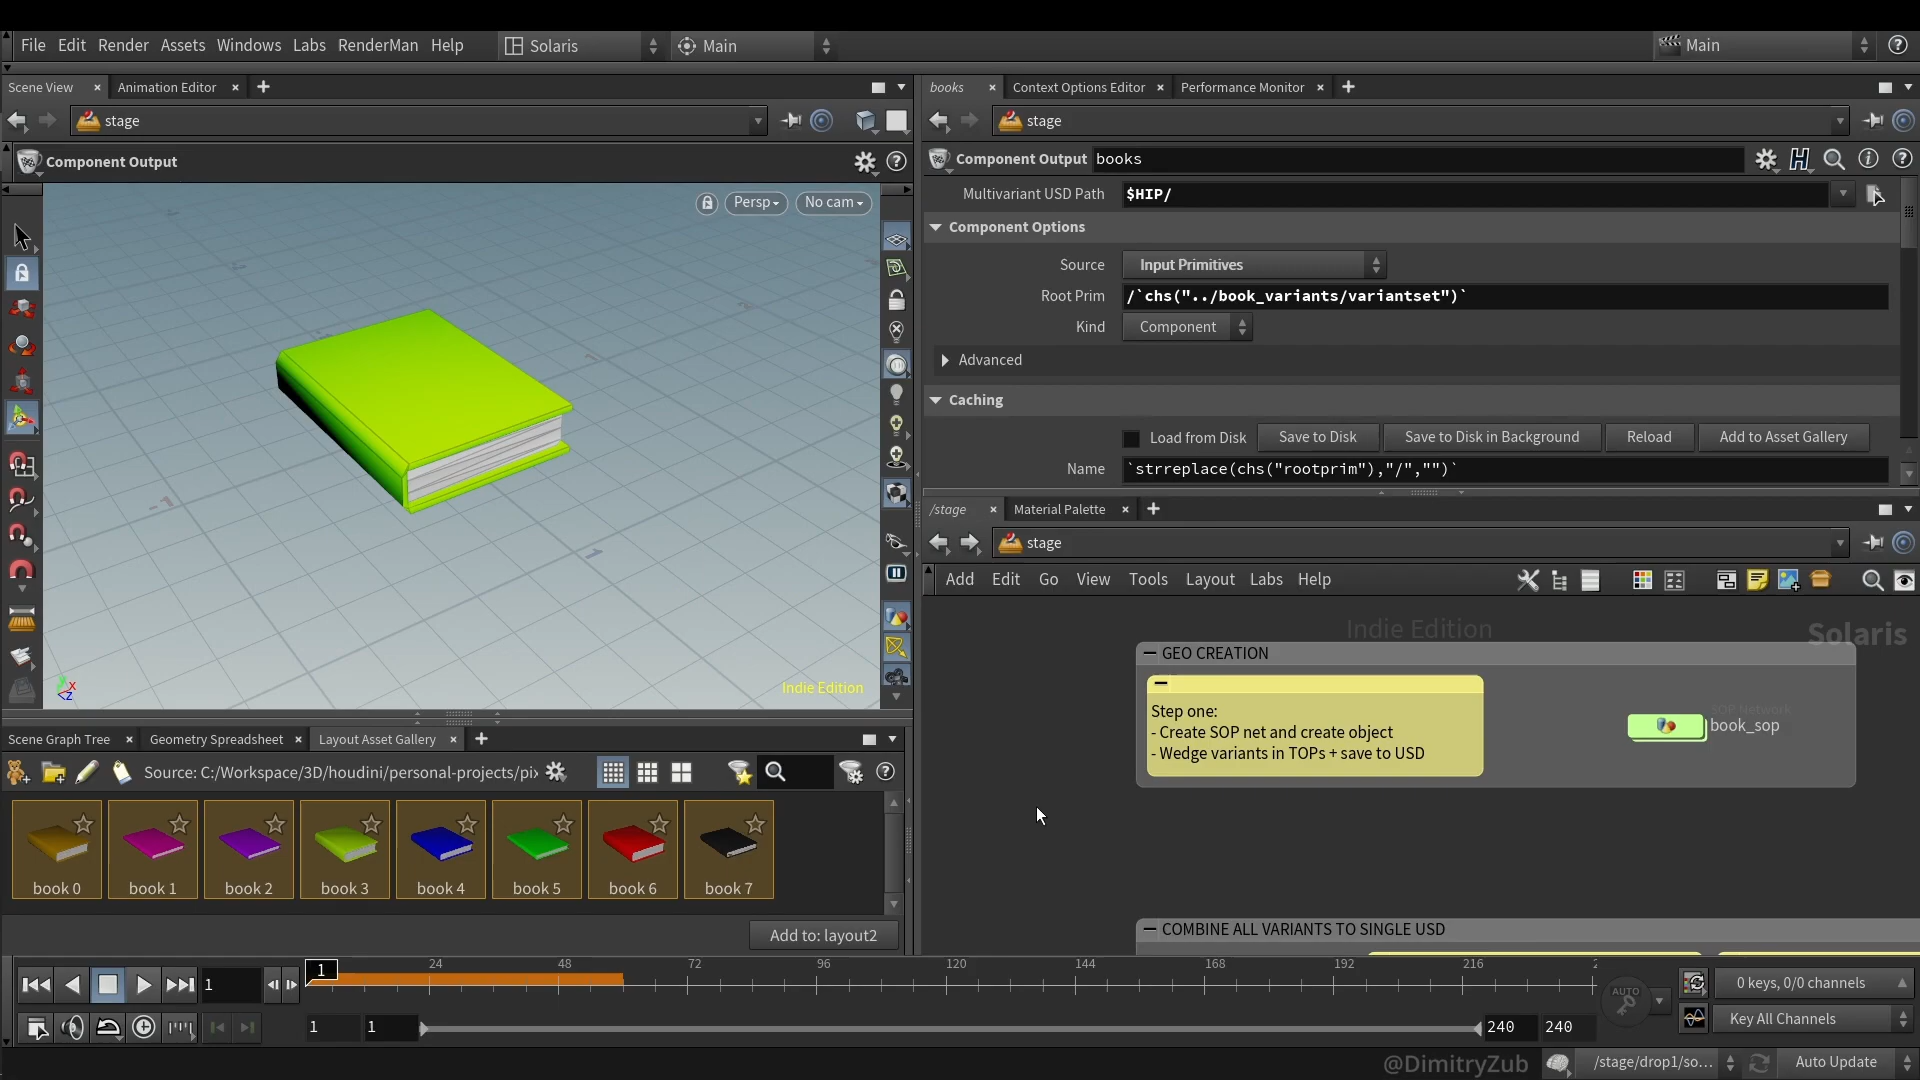 File Edit Render Assets Windows Labs RenderMan Help Solaris Main Main
Scene View Animation Editor
stage
Component Output
Persp No cam
Indie Edition
books Context Options Editor Performance Monitor
stage
Component Output books
Multivariant USD Path $HIP/
Component Options
Source Input Primitives
Root Prim /`chs("../book_variants/variantset")`
Kind Component
Advanced
Caching
Load from Disk Save to Disk Save to Disk in Background Reload Add to Asset Gallery
Name `strreplace(chs("rootprim"),"/","")`
/stage Material Palette
stage
Add Edit Go View Tools Layout Labs Help
Indie Edition
Solaris
GEO CREATION
Step one:
- Create SOP net and create object
- Wedge variants in TOPs + save to USD
SOP Network
book_sop
COMBINE ALL VARIANTS TO SINGLE USD
Scene Graph Tree Geometry Spreadsheet Layout Asset Gallery
Source: C:/Workspace/3D/houdini/personal-projects/pix
book 0 book 1 book 2 book 3 book 4 book 5 book 6 book 7
Add to: layout2
1 24 48 72 96 120 144 168 192 216 2
1
AUTO
0 keys, 0/0 channels
1 1 240 240
Key All Channels
@DimitryZub
/stage/drop1/so... Auto Update